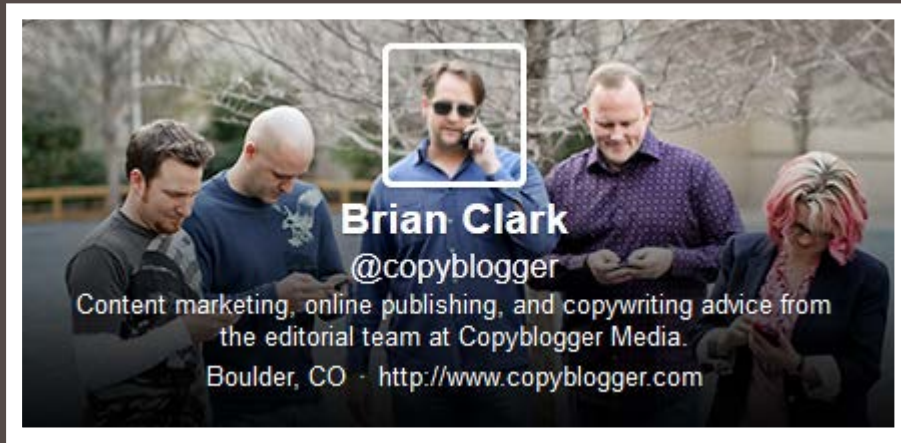 Brian Clark
@copyblogger
Content marketing, online publishing, and copywriting advice from
the editorial team at Copyblogger Media.
Boulder, CO · http://www.copyblogger.com